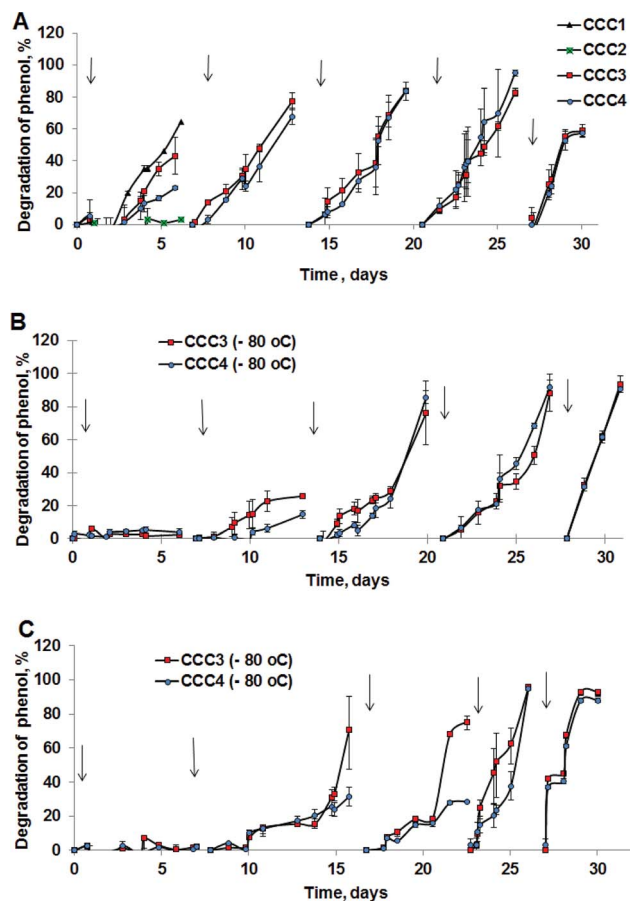 A
Degradation of phenol, %
120
100
80
60
40
20
0
0 5 10 15 20 25 30
Time , days
CCC1
CCC2
CCC3
CCC4
B
Degradation of phenol, %
120
100
80
60
40
20
0
0 5 10 15 20 25 30
Time, days
CCC3 (- 80 oC)
CCC4 (- 80 oC)
C
Degradation of phenol, %
120
100
80
60
40
20
0
0 5 10 15 20 25 30
Time, days
CCC3 (- 80 oC)
CCC4 (- 80 oC)